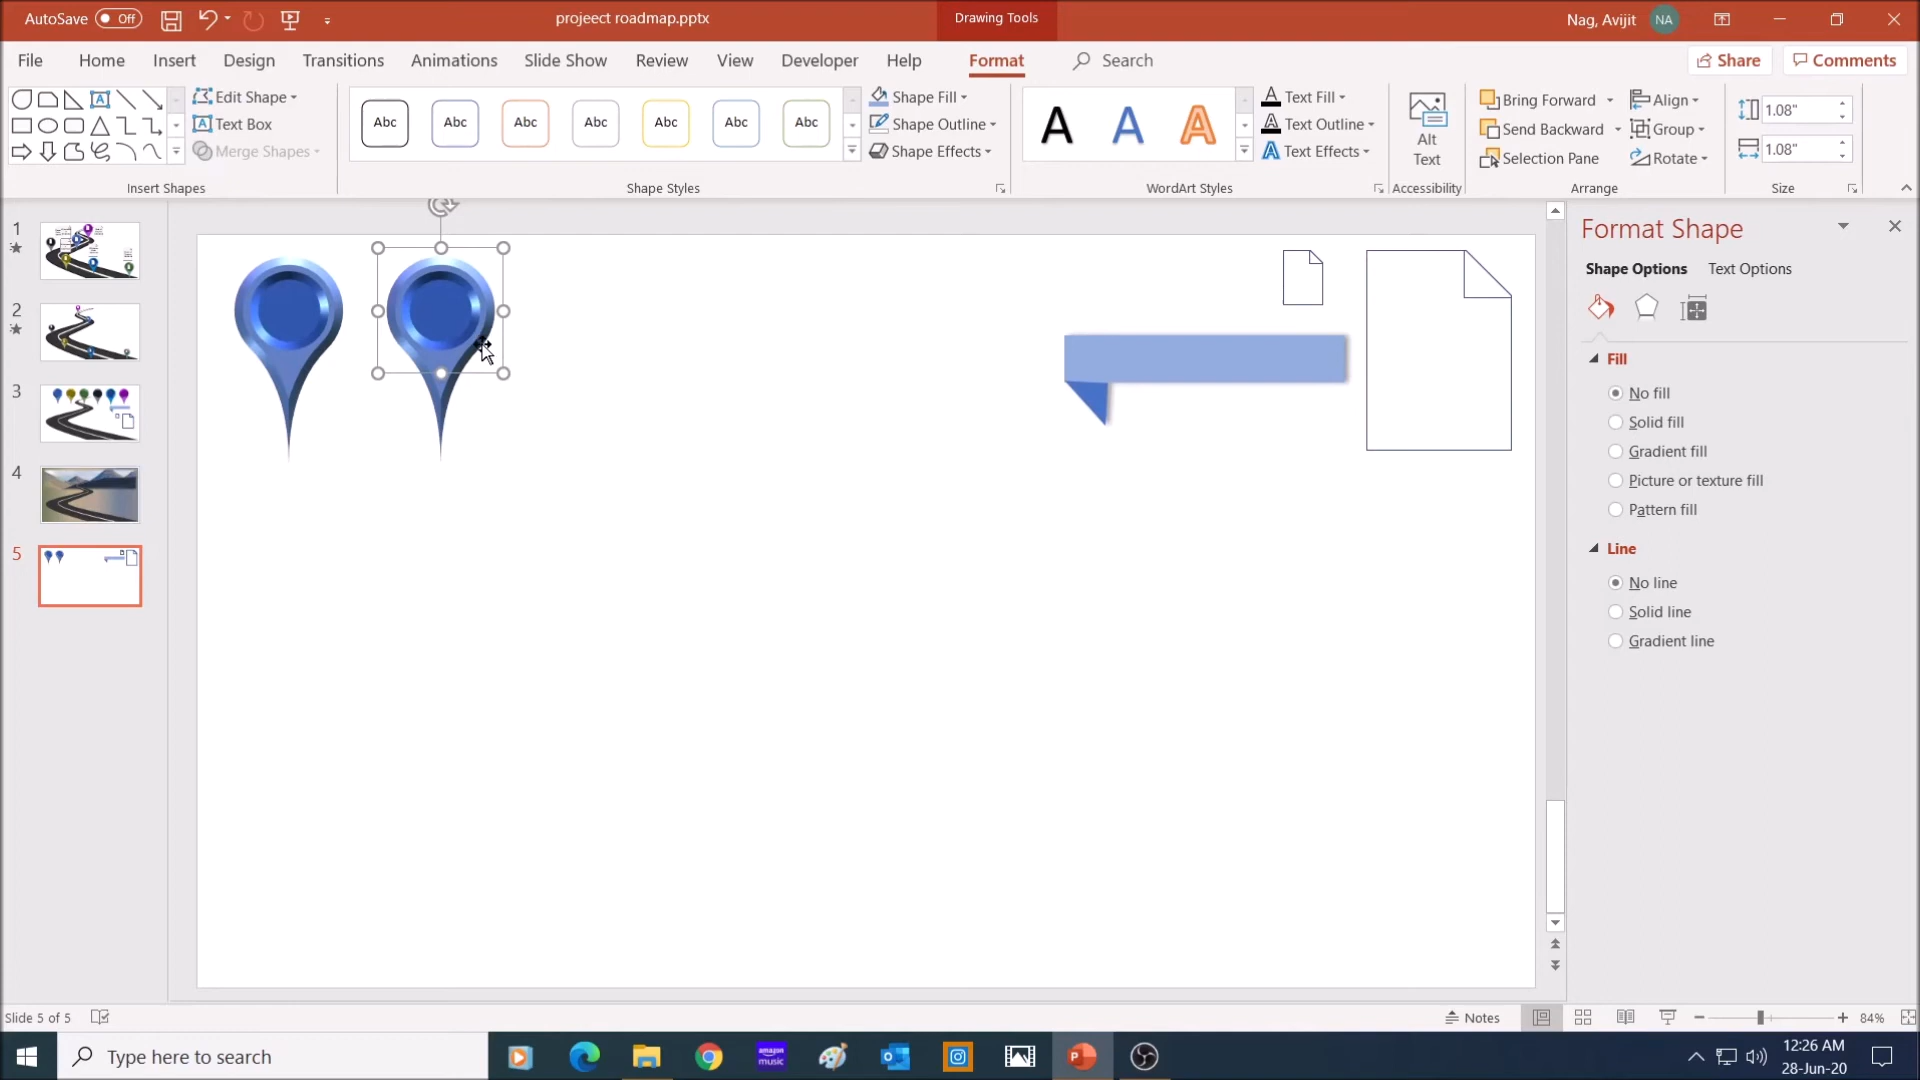 AutoSave Off
projeect roadmap.pptx
Drawing Tools
Nag, Avijit NA
File Home Insert Design Transitions Animations Slide Show Review View Developer Help Format Search Share Comments
Edit Shape
Text Box
Merge Shapes
Insert Shapes
Abc Abc Abc Abc Abc Abc Abc
Shape Fill
Shape Outline
Shape Effects
Shape Styles
A A A
Text Fill
Text Outline
Text Effects
WordArt Styles
Alt
Text
Accessibility
Bring Forward
Send Backward
Selection Pane
Align
Group
Rotate
Arrange
1.08"
1.08"
Size
1
2
3
4
5
Format Shape
Shape Options Text Options
Fill
No fill
Solid fill
Gradient fill
Picture or texture fill
Pattern fill
Line
No line
Solid line
Gradient line
Slide 5 of 5
Notes
84%
Type here to search
amazon
music
12:26 AM
28-Jun-20